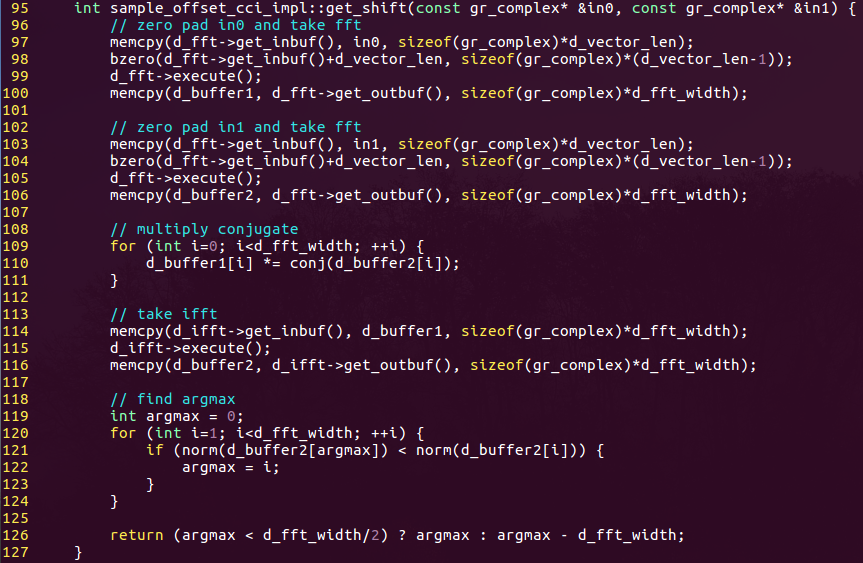 95 int sample_offset_cci_impl::get_shift(const gr_complex* &in0, const gr_complex* &in1) {
96 // zero pad in0 and take fft
97 memcpy(d_fft->get_inbuf(), in0, sizeof(gr_complex)*d_vector_len);
98 bzero(d_fft->get_inbuf()+d_vector_len, sizeof(gr_complex)*(d_vector_len-1));
99 d_fft->execute();
100 memcpy(d_buffer1, d_fft->get_outbuf(), sizeof(gr_complex)*d_fft_width);
101
102 // zero pad in1 and take fft
103 memcpy(d_fft->get_inbuf(), in1, sizeof(gr_complex)*d_vector_len);
104 bzero(d_fft->get_inbuf()+d_vector_len, sizeof(gr_complex)*(d_vector_len-1));
105 d_fft->execute();
106 memcpy(d_buffer2, d_fft->get_outbuf(), sizeof(gr_complex)*d_fft_width);
107
108 // multiply conjugate
109 for (int i=0; i<d_fft_width; ++i) {
110 d_buffer1[i] *= conj(d_buffer2[i]);
111 }
112
113 // take ifft
114 memcpy(d_ifft->get_inbuf(), d_buffer1, sizeof(gr_complex)*d_fft_width);
115 d_ifft->execute();
116 memcpy(d_buffer2, d_ifft->get_outbuf(), sizeof(gr_complex)*d_fft_width);
117
118 // find argmax
119 int argmax = 0;
120 for (int i=1; i<d_fft_width; ++i) {
121 if (norm(d_buffer2[argmax]) < norm(d_buffer2[i])) {
122 argmax = i;
123 }
124 }
125
126 return (argmax < d_fft_width/2) ? argmax : argmax - d_fft_width;
127 }